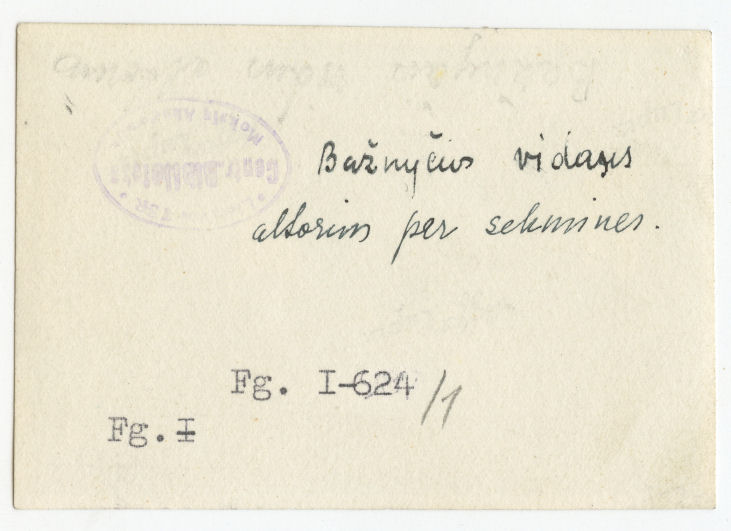 Bažnyčios vidaus
altorius per sekmines.
Fg. I-624/1
Fg. I